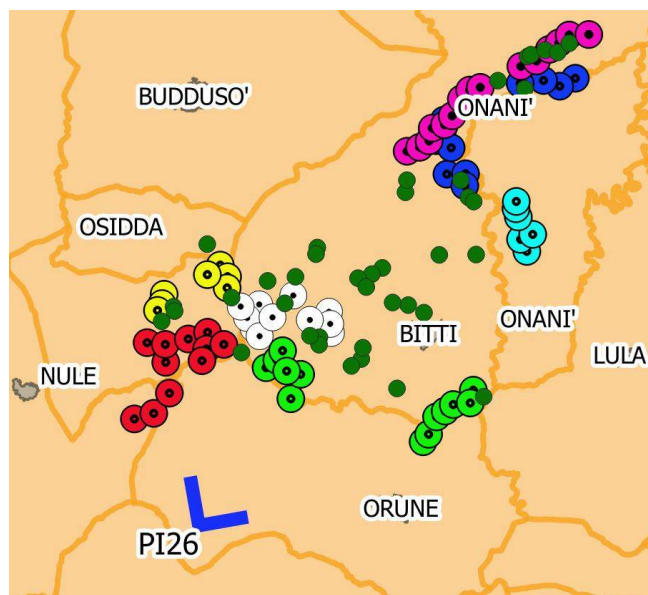 BUDDUSO'
ONANI'
OSIDDA
ONANI'
BITTI
LULA
NULE
ORUNE
PI26